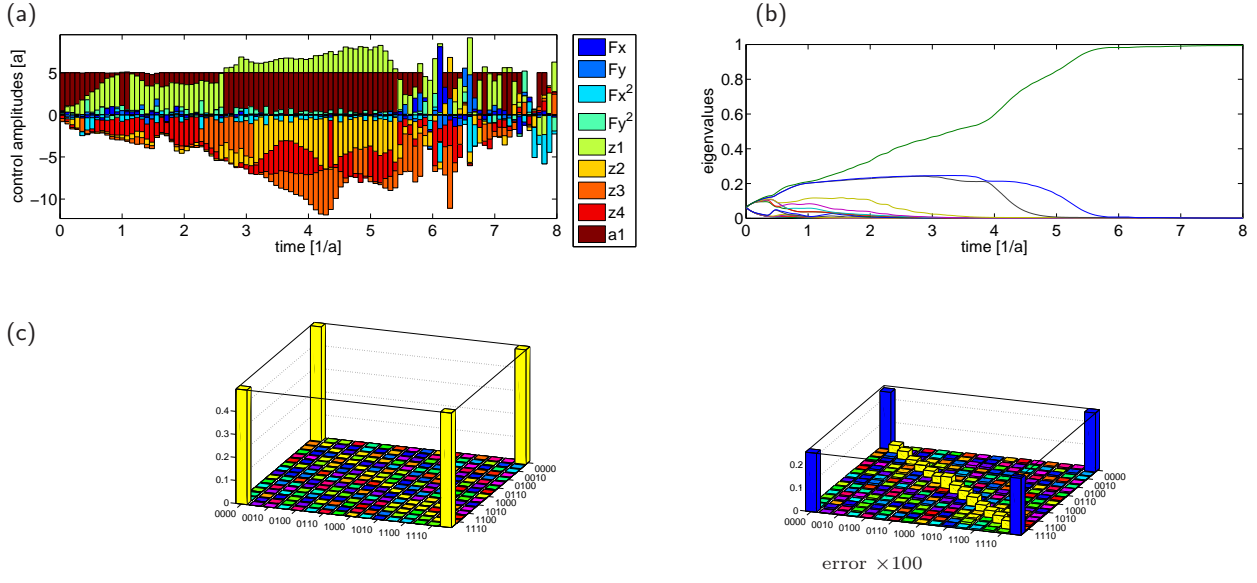 (a)
control amplitudes [a]
5
0
−5
−10
0 1 2 3 4 5 6 7 8
time [1/a]
Fx
Fy
Fx²
Fy²
z1
z2
z3
z4
a1
(b)
eigenvalues
1
0.8
0.6
0.4
0.2
0
0 1 2 3 4 5 6 7 8
time [1/a]
(c)
0.4
0.3
0.2
0.1
0
0000 0010 0100 0110 1000 1010 1100 1110
0000
0010
0100
0110
1000
1010
1100
1110
0.2
0.1
0
0000 0010 0100 0110 1000 1010 1100 1110
0000
0010
0100
0110
1000
1010
1100
error ×100